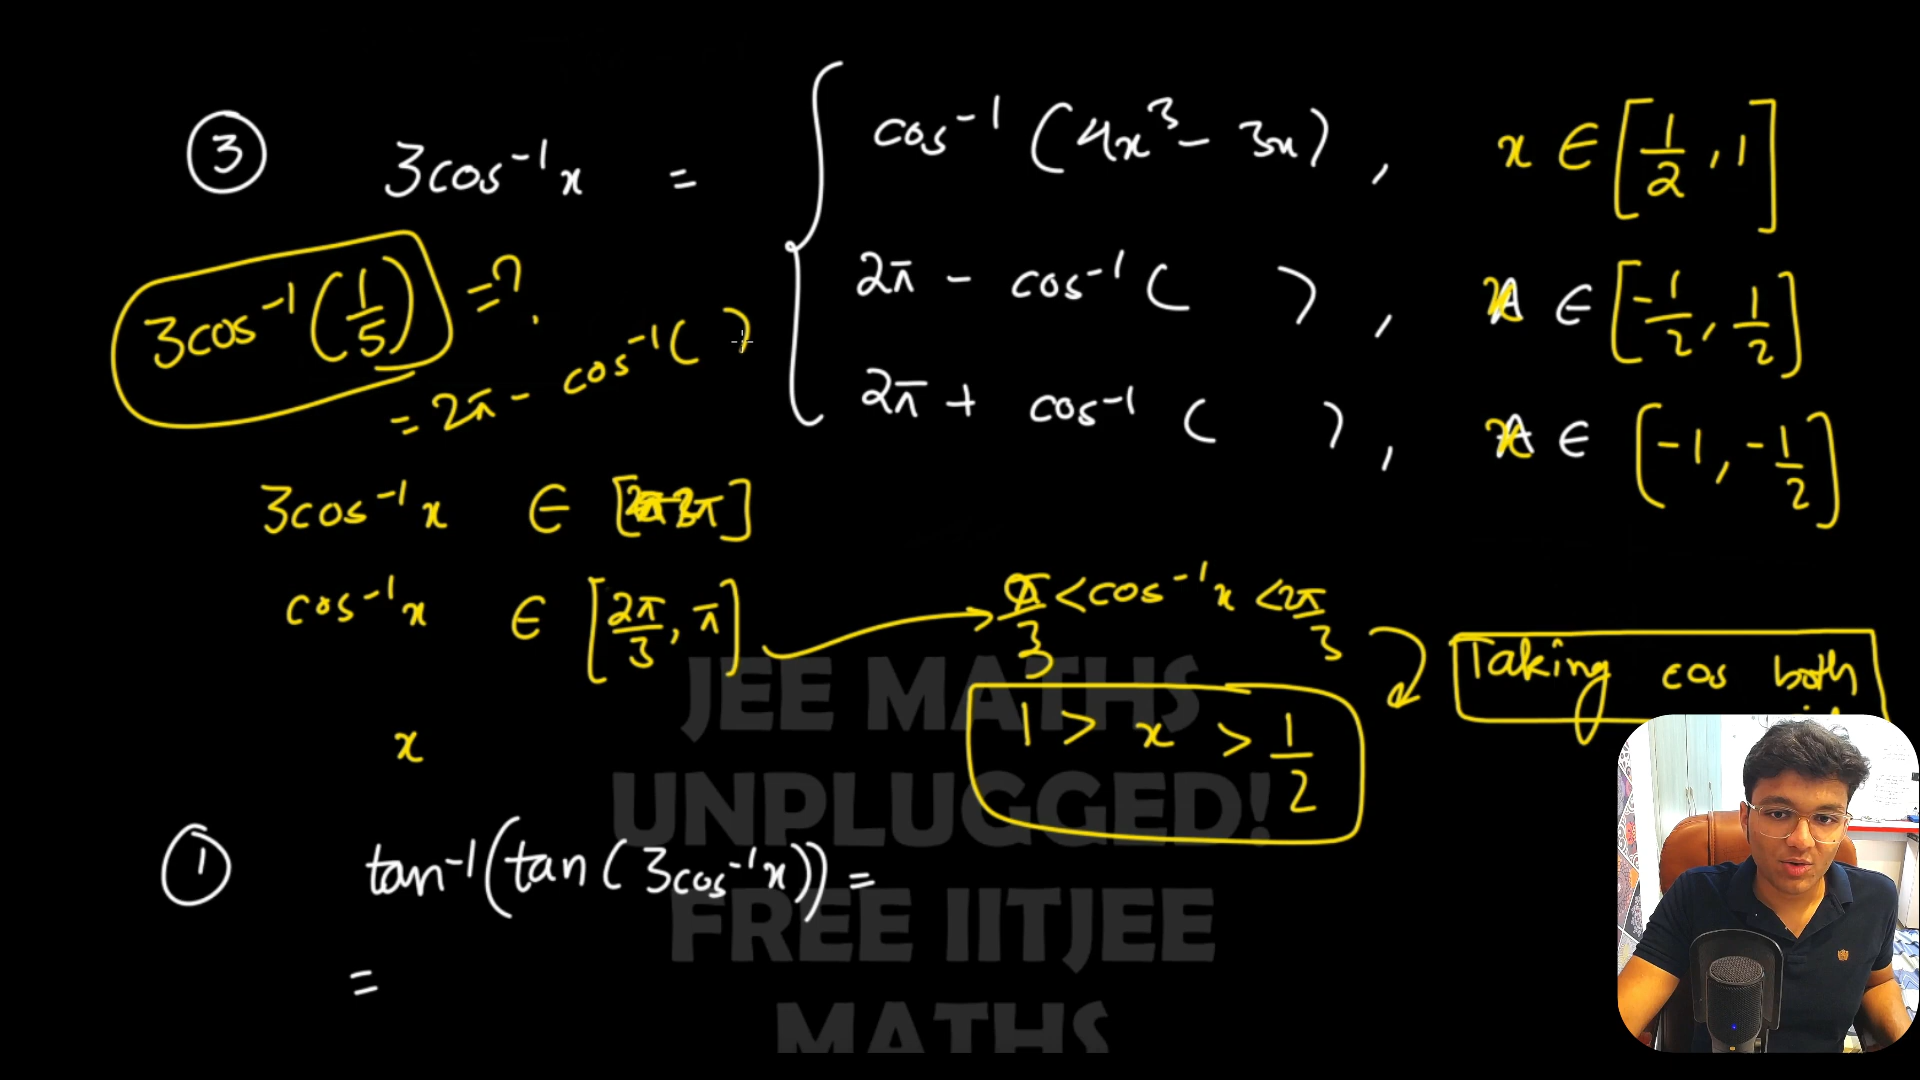 ③ 3cos⁻¹x = { cos⁻¹(4x³ - 3x), x ∈ [1/2, 1]
2π - cos⁻¹( ), x ∈ [-1/2, 1/2]
2π + cos⁻¹( ), x ∈ [-1, -1/2]
3cos⁻¹(1/5) = ?
= 2π - cos⁻¹( )
3cos⁻¹x ∈ [ 3π]
cos⁻¹x ∈ [2π/3, π]
π/3 < cos⁻¹x < 2π/3
Taking cos both
1 > x > 1/2
x
① tan⁻¹(tan(3cos⁻¹x)) =
=
JEE MATHS
UNPLUGGED!
FREE IITJEE
MATHS